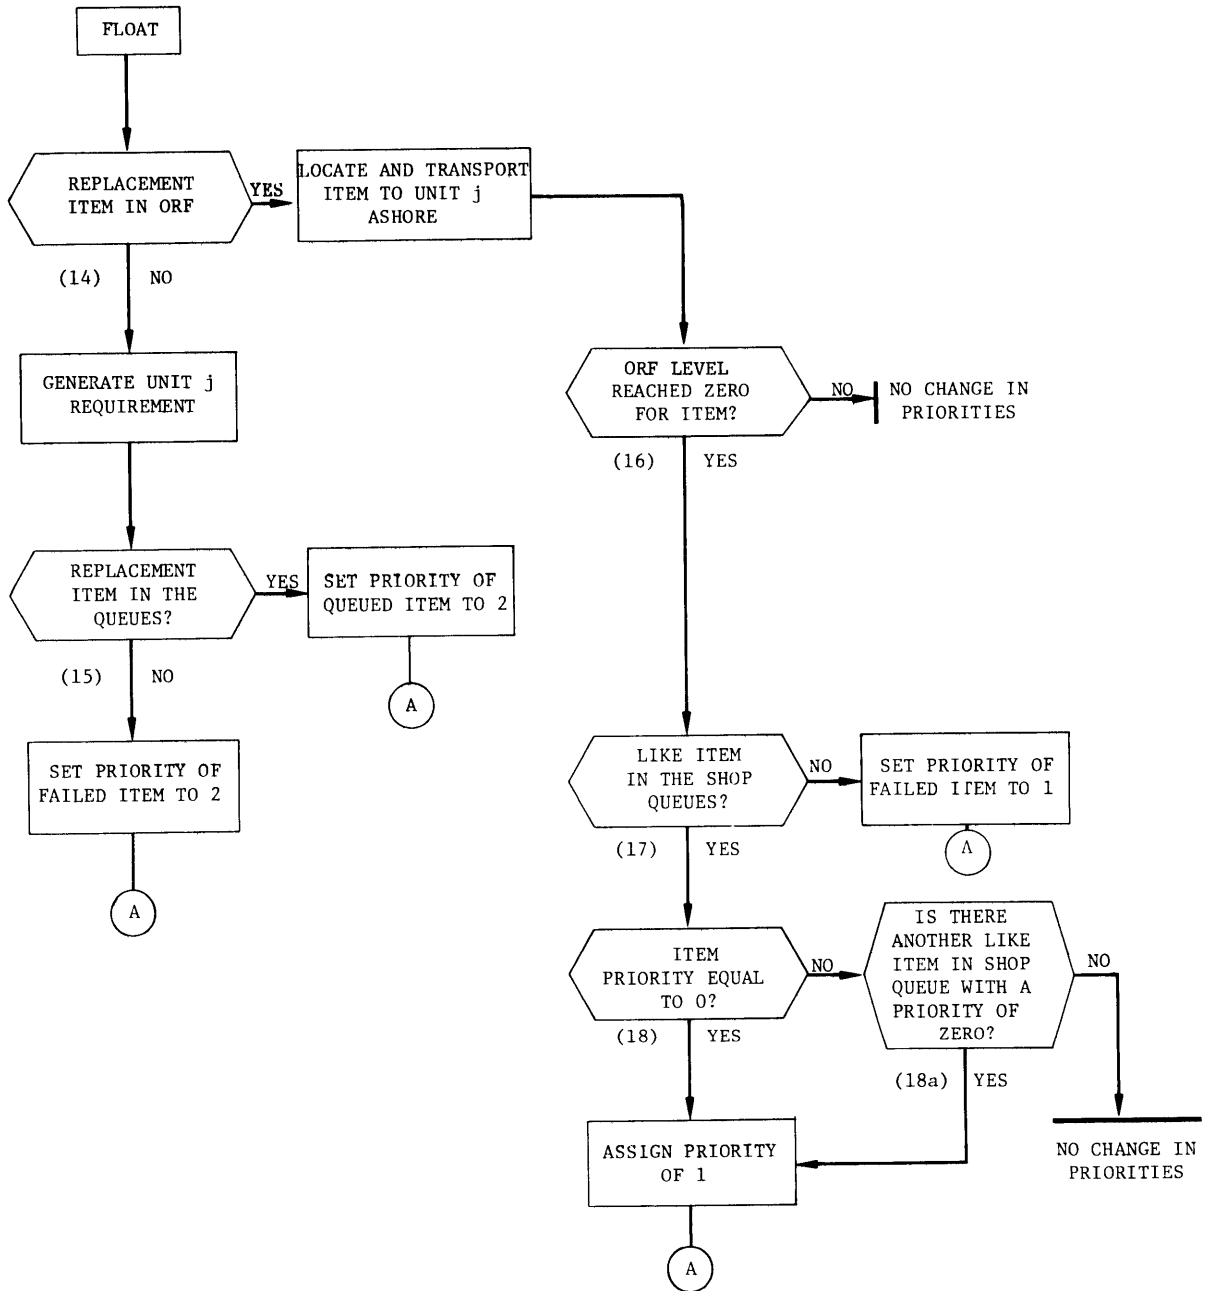 FLOAT
REPLACEMENT
ITEM IN ORF
YES
LOCATE AND TRANSPORT
ITEM TO UNIT j
ASHORE
(14) NO
GENERATE UNIT j
REQUIREMENT
ORF LEVEL
REACHED ZERO
FOR ITEM?
NO
NO CHANGE IN
PRIORITIES
(16) YES
REPLACEMENT
ITEM IN THE
QUEUES?
YES
SET PRIORITY OF
QUEUED ITEM TO 2
A
(15) NO
SET PRIORITY OF
FAILED ITEM TO 2
A
LIKE ITEM
IN THE SHOP
QUEUES?
NO
SET PRIORITY OF
FAILED ITEM TO 1
A
(17) YES
ITEM
PRIORITY EQUAL
TO 0?
NO
IS THERE
ANOTHER LIKE
ITEM IN SHOP
QUEUE WITH A
PRIORITY OF
ZERO?
NO
(18) YES
(18a) YES
ASSIGN PRIORITY
OF 1
NO CHANGE IN
PRIORITIES
A